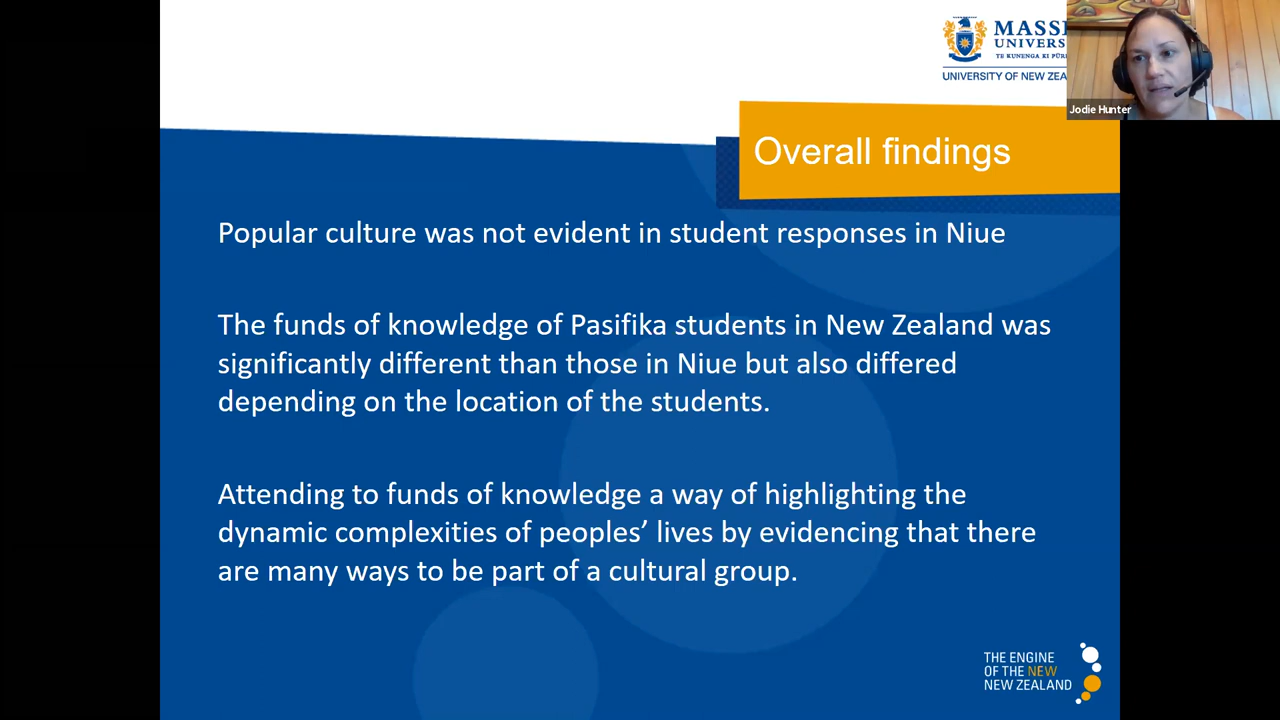 MASSE
UNIVERS
TE KUNENGA KI PŪR
UNIVERSITY OF NEW ZEA
Jodie Hunter
Overall findings
Popular culture was not evident in student responses in Niue
The funds of knowledge of Pasifika students in New Zealand was
significantly different than those in Niue but also differed
depending on the location of the students.
Attending to funds of knowledge a way of highlighting the
dynamic complexities of peoples’ lives by evidencing that there
are many ways to be part of a cultural group.
THE ENGINE
OF THE NEW
NEW ZEALAND